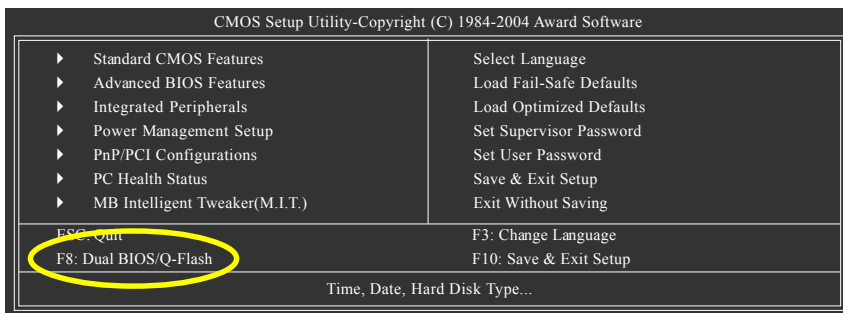 CMOS Setup Utility-Copyright (C) 1984-2004 Award Software
Standard CMOS Features
Advanced BIOS Features
Integrated Peripherals
Power Management Setup
PnP/PCI Configurations
PC Health Status
MB Intelligent Tweaker(M.I.T.)
Select Language
Load Fail-Safe Defaults
Load Optimized Defaults
Set Supervisor Password
Set User Password
Save & Exit Setup
Exit Without Saving
ESC: Quit
F8: Dual BIOS/Q-Flash
F3: Change Language
F10: Save & Exit Setup
Time, Date, Hard Disk Type...